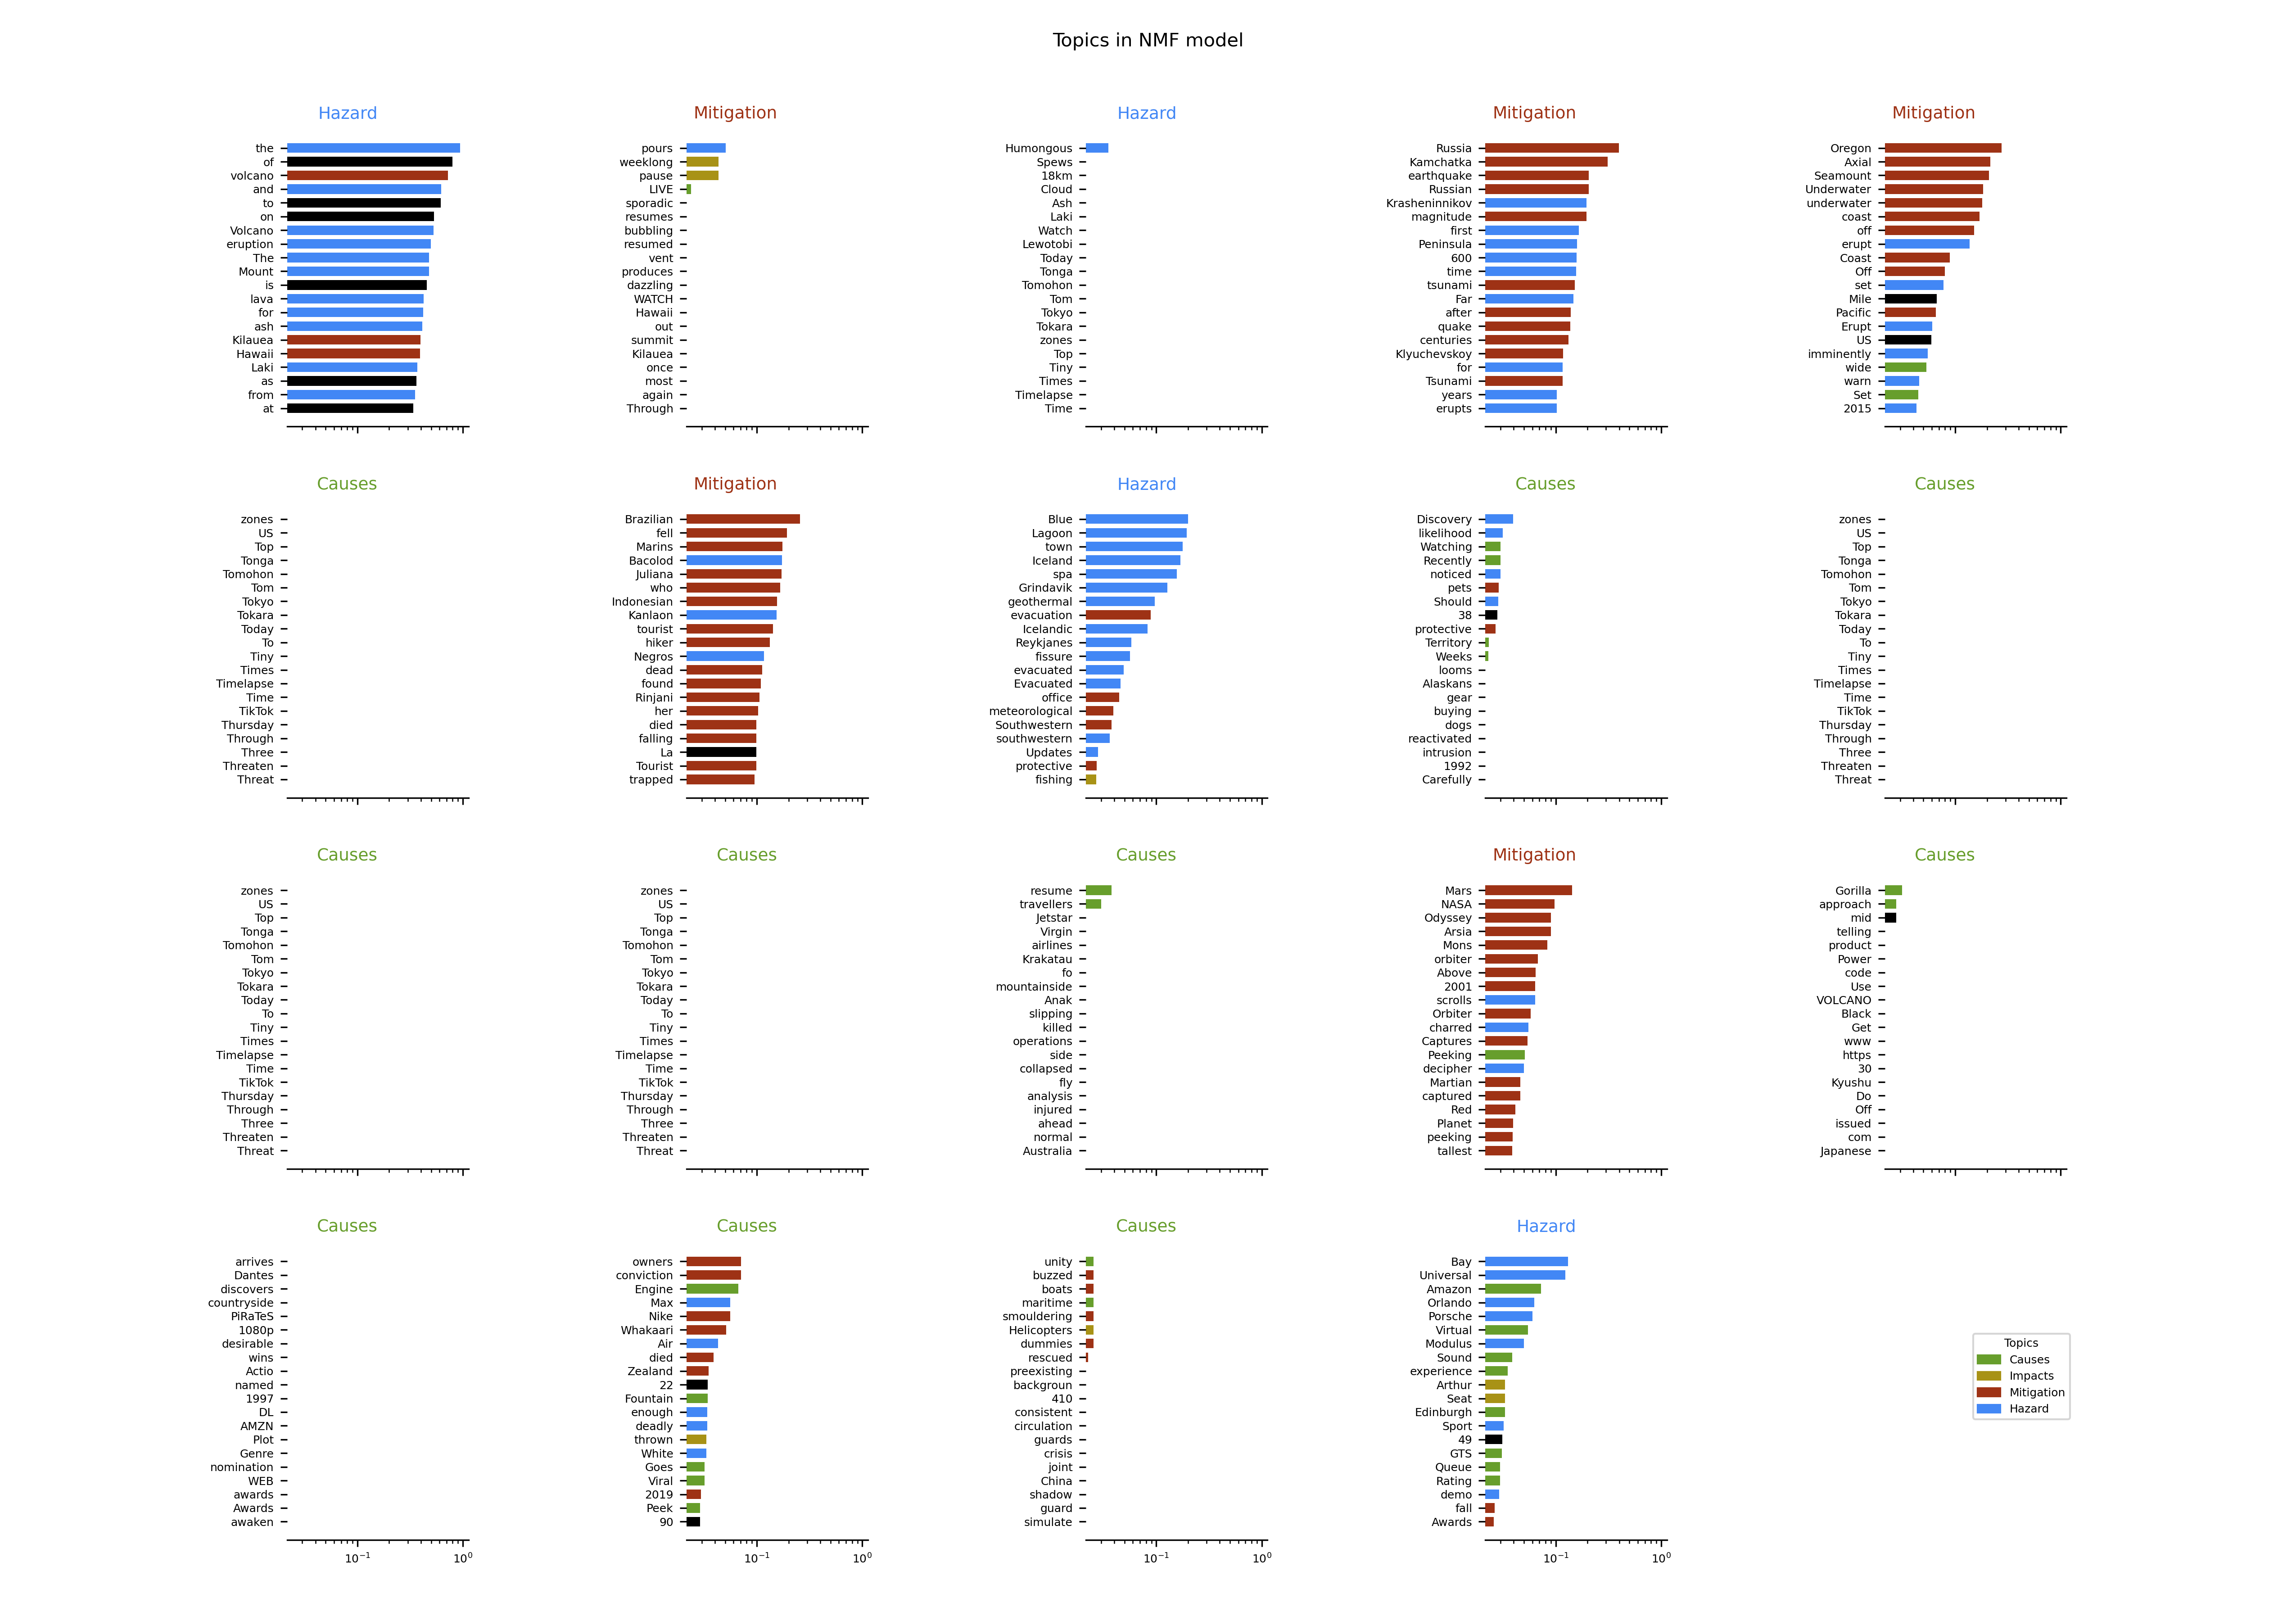 Topics in NMF model
Hazard
the
of
volcano
and
to
on
Volcano
eruption
The
Mount
is
lava
for
ash
Kilauea
Hawaii
Laki
as
from
at
Mitigation
pours
weeklong
pause
LIVE
sporadic
resumes
bubbling
resumed
vent
produces
dazzling
WATCH
Hawaii
out
summit
Kilauea
once
most
again
Through
Hazard
Humongous
Spews
18km
Cloud
Ash
Laki
Watch
Lewotobi
Today
Tonga
Tomohon
Tom
Tokyo
Tokara
zones
Top
Tiny
Times
Timelapse
Time
Mitigation
Russia
Kamchatka
earthquake
Russian
Krasheninnikov
magnitude
first
Peninsula
600
time
tsunami
Far
after
quake
centuries
Klyuchevskoy
for
Tsunami
years
erupts
Mitigation
Oregon
Axial
Seamount
Underwater
underwater
coast
off
erupt
Coast
Off
set
Mile
Pacific
Erupt
US
imminently
wide
warn
Set
2015
Causes
zones
US
Top
Tonga
Tomohon
Tom
Tokyo
Tokara
Today
To
Tiny
Times
Timelapse
Time
TikTok
Thursday
Through
Three
Threaten
Threat
Mitigation
Brazilian
fell
Marins
Bacolod
Juliana
who
Indonesian
Kanlaon
tourist
hiker
Negros
dead
found
Rinjani
her
died
falling
La
Tourist
trapped
Hazard
Blue
Lagoon
town
Iceland
spa
Grindavik
geothermal
evacuation
Icelandic
Reykjanes
fissure
evacuated
Evacuated
office
meteorological
Southwestern
southwestern
Updates
protective
fishing
Causes
Discovery
likelihood
Watching
Recently
noticed
pets
Should
38
protective
Territory
Weeks
looms
Alaskans
gear
buying
dogs
reactivated
intrusion
1992
Carefully
Causes
zones
US
Top
Tonga
Tomohon
Tom
Tokyo
Tokara
Today
To
Tiny
Times
Timelapse
Time
TikTok
Thursday
Through
Three
Threaten
Threat
Causes
zones
US
Top
Tonga
Tomohon
Tom
Tokyo
Tokara
Today
To
Tiny
Times
Timelapse
Time
TikTok
Thursday
Through
Three
Threaten
Threat
Causes
zones
US
Top
Tonga
Tomohon
Tom
Tokyo
Tokara
Today
To
Tiny
Times
Timelapse
Time
TikTok
Thursday
Through
Three
Threaten
Threat
Causes
resume
travellers
Jetstar
Virgin
airlines
Krakatau
fo
mountainside
Anak
slipping
killed
operations
side
collapsed
fly
analysis
injured
ahead
normal
Australia
Mitigation
Mars
NASA
Odyssey
Arsia
Mons
orbiter
Above
2001
scrolls
Orbiter
charred
Captures
Peeking
decipher
Martian
captured
Red
Planet
peeking
tallest
Causes
Gorilla
approach
mid
telling
product
Power
code
Use
VOLCANO
Black
Get
www
https
30
Kyushu
Do
Off
issued
com
Japanese
Causes
arrives
Dantes
discovers
countryside
PiRaTeS
1080p
desirable
wins
Actio
named
1997
DL
AMZN
Plot
Genre
nomination
WEB
awards
Awards
awaken
10⁻¹ 10⁰
Causes
owners
conviction
Engine
Max
Nike
Whakaari
Air
died
Zealand
22
Fountain
enough
deadly
thrown
White
Goes
Viral
2019
Peek
90
10⁻¹ 10⁰
Causes
unity
buzzed
boats
maritime
smouldering
Helicopters
dummies
rescued
preexisting
backgroun
410
consistent
circulation
guards
crisis
joint
China
shadow
guard
simulate
10⁻¹ 10⁰
Hazard
Bay
Universal
Amazon
Orlando
Porsche
Virtual
Modulus
Sound
experience
Arthur
Seat
Edinburgh
Sport
49
GTS
Queue
Rating
demo
fall
Awards
10⁻¹ 10⁰
Topics
Causes
Impacts
Mitigation
Hazard